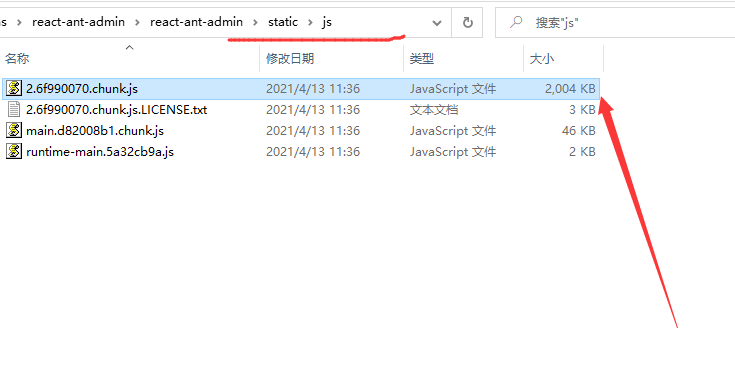 ns › react-ant-admin › react-ant-admin › static › js
搜索"js"
名称 修改日期 类型 大小
2.6f990070.chunk.js 2021/4/13 11:36 JavaScript 文件 2,004 KB
2.6f990070.chunk.js.LICENSE.txt 2021/4/13 11:36 文本文档 3 KB
main.d82008b1.chunk.js 2021/4/13 11:36 JavaScript 文件 46 KB
runtime-main.5a32cb9a.js 2021/4/13 11:36 JavaScript 文件 2 KB